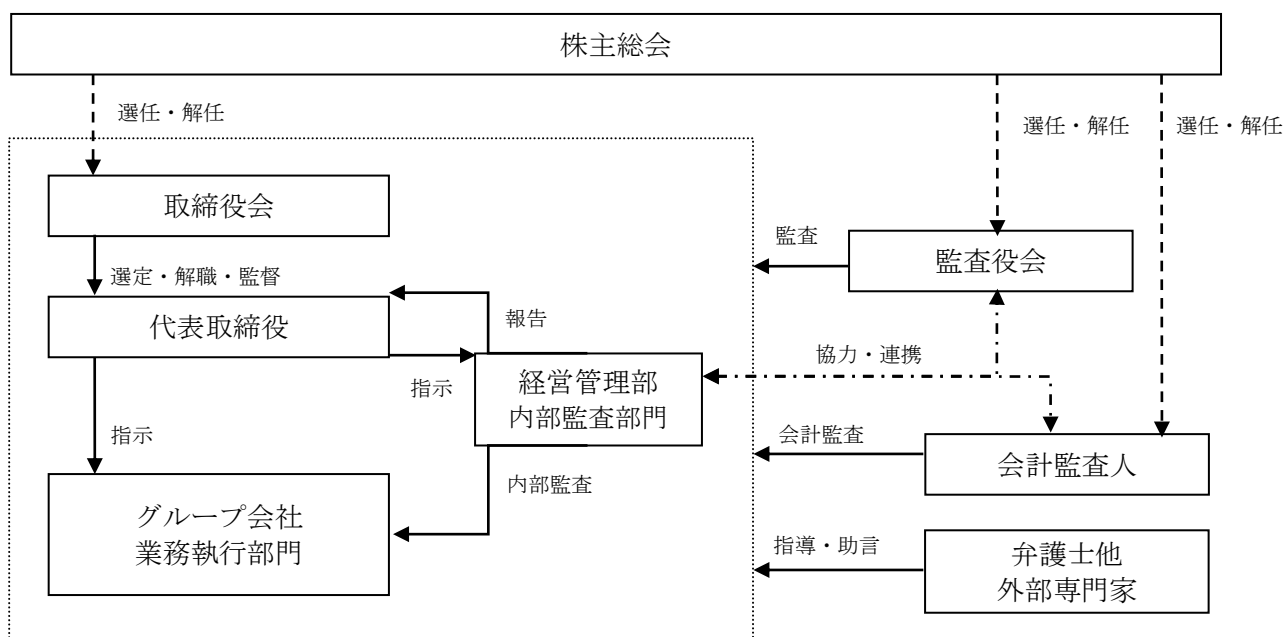 株主総会
選任・解任
選任・解任
選任・解任
取締役会
監査
監査役会
選定・解職・監督
代表取締役
報告
協力・連携
指示
経営管理部
内部監査部門
指示
会計監査
会計監査人
内部監査
グループ会社
業務執行部門
指導・助言
弁護士他
外部専門家